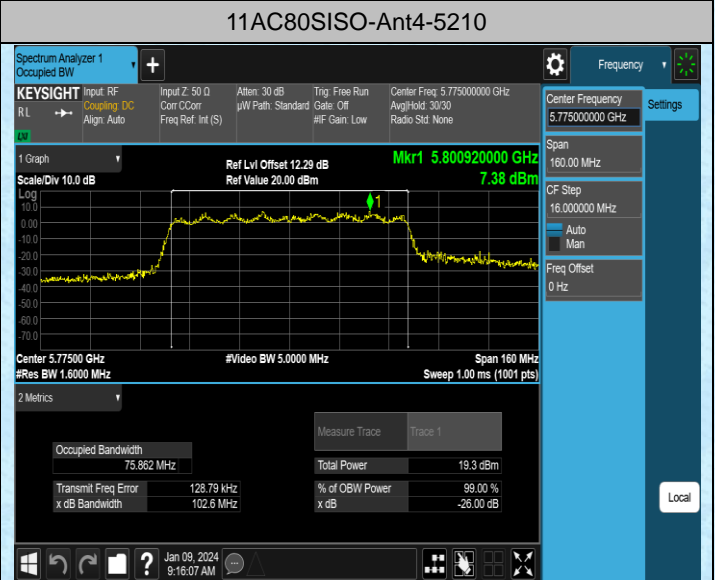 11AC80SISO-Ant4-5210
Spectrum Analyzer 1
Occupied BW
Frequency
KEYSIGHT
RL
LXI
Input: RF
Coupling: DC
Align: Auto
Input Z: 50 Ω
Corr CCorr
Freq Ref: Int (S)
Atten: 30 dB
µW Path: Standard
Trig: Free Run
Gate: Off
#IF Gain: Low
Center Freq: 5.775000000 GHz
Avg|Hold: 30/30
Radio Std: None
Center Frequency
5.775000000 GHz
Settings
Span
160.00 MHz
CF Step
16.000000 MHz
Auto
Man
Freq Offset
0 Hz
1 Graph
Scale/Div 10.0 dB
Ref Lvl Offset 12.29 dB
Ref Value 20.00 dBm
Mkr1 5.800920000 GHz
7.38 dBm
Log
10.0
0.00
-10.0
-20.0
-30.0
-40.0
-50.0
-60.0
-70.0
1
Center 5.77500 GHz
#Video BW 5.0000 MHz
Span 160 MHz
#Res BW 1.6000 MHz
Sweep 1.00 ms (1001 pts)
2 Metrics
Measure Trace
Trace 1
Occupied Bandwidth
75.862 MHz
Total Power
19.3 dBm
Transmit Freq Error
128.79 kHz
% of OBW Power
99.00 %
x dB Bandwidth
102.6 MHz
x dB
-26.00 dB
Local
?
Jan 09, 2024
9:16:07 AM